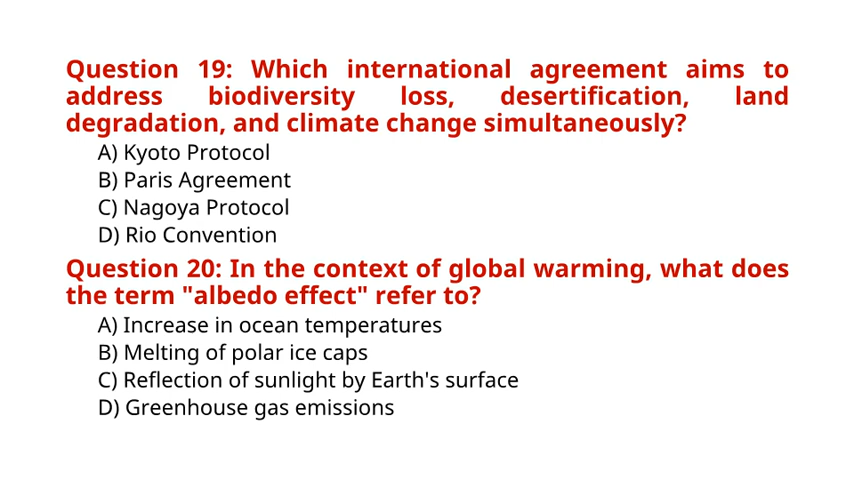 Question 19: Which international agreement aims to
address biodiversity loss, desertification, land
degradation, and climate change simultaneously?
A) Kyoto Protocol
B) Paris Agreement
C) Nagoya Protocol
D) Rio Convention
Question 20: In the context of global warming, what does
the term "albedo effect" refer to?
A) Increase in ocean temperatures
B) Melting of polar ice caps
C) Reflection of sunlight by Earth's surface
D) Greenhouse gas emissions